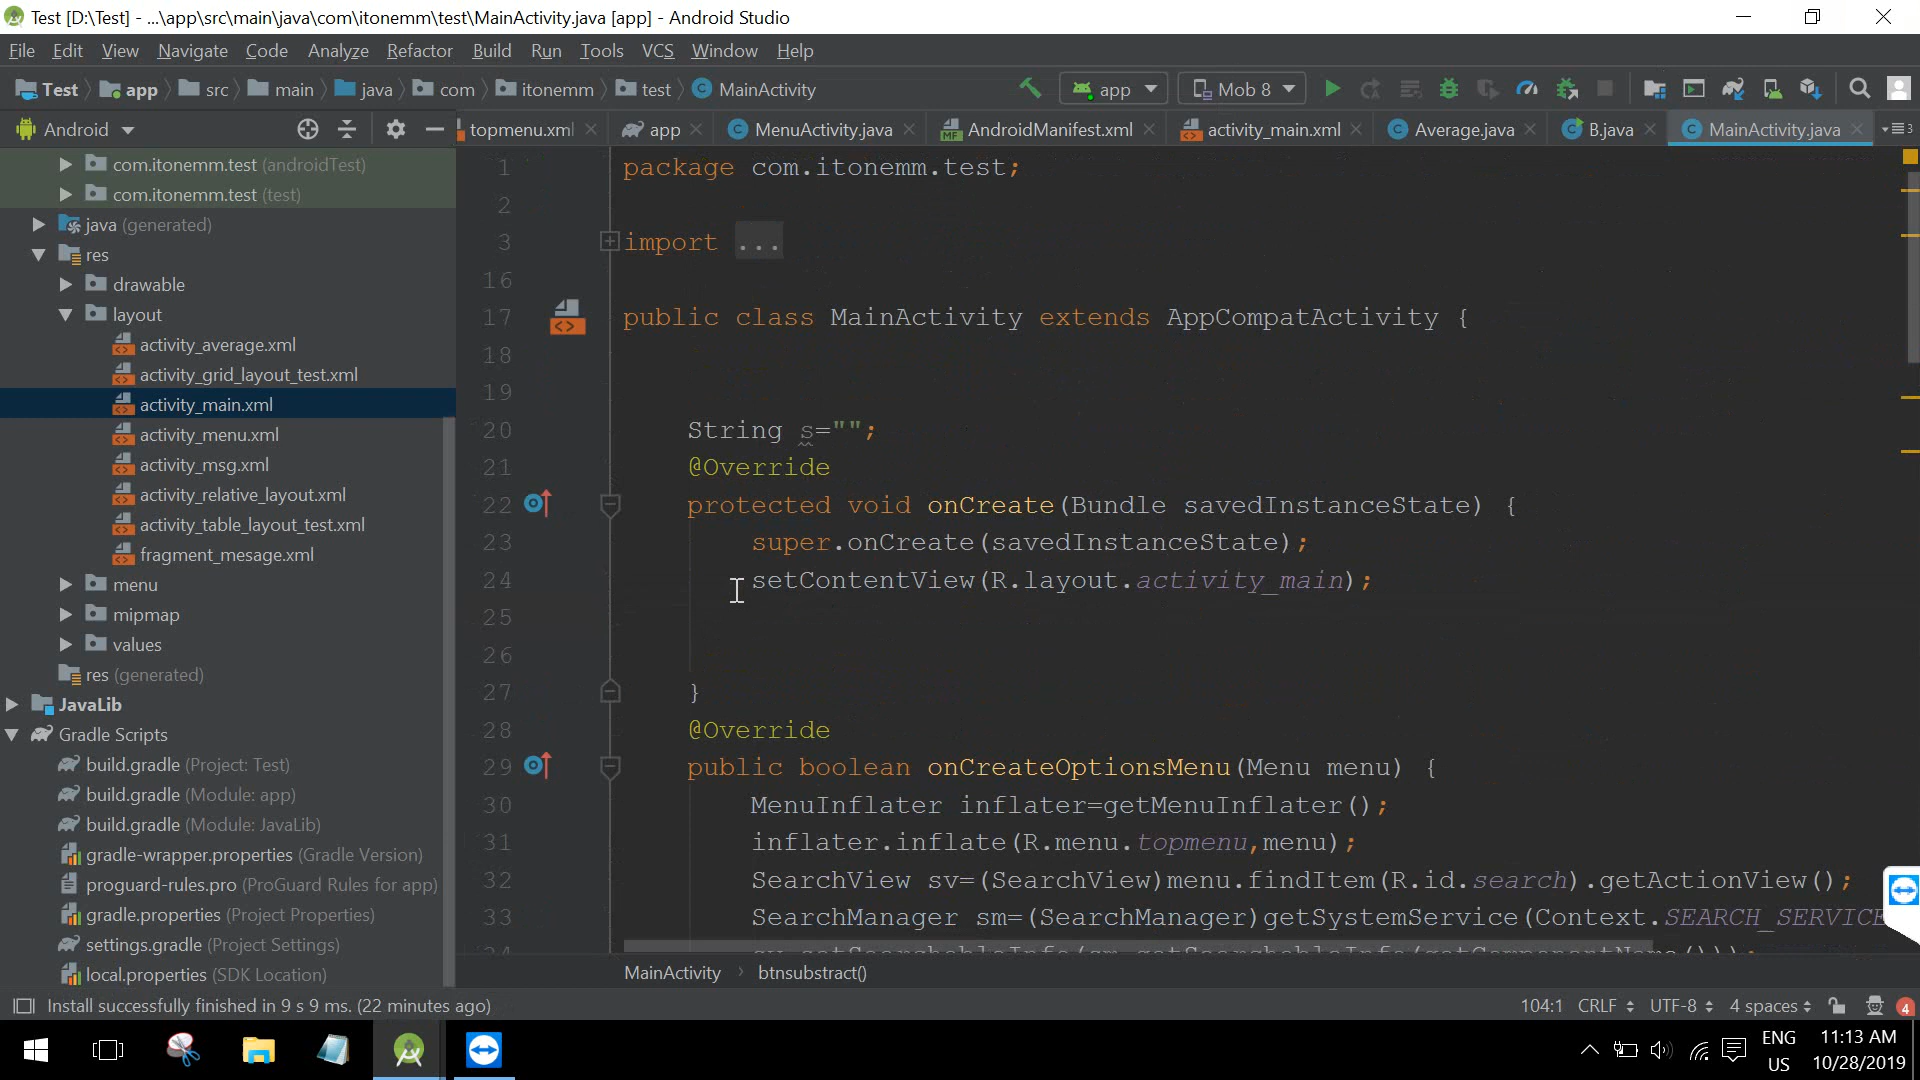 Test [D:\Test] - ...\app\src\main\java\com\itonemm\test\MainActivity.java [app] - Android Studio
File Edit View Navigate Code Analyze Refactor Build Run Tools VCS Window Help
Test app src main java com itonemm test MainActivity app Mob 8
Android
topmenu.xml app MenuActivity.java AndroidManifest.xml activity_main.xml Average.java B.java MainActivity.java 3
com.itonemm.test (androidTest)
com.itonemm.test (test)
java (generated)
res
drawable
layout
activity_average.xml
activity_grid_layout_test.xml
activity_main.xml
activity_menu.xml
activity_msg.xml
activity_relative_layout.xml
activity_table_layout_test.xml
fragment_mesage.xml
menu
mipmap
values
res (generated)
JavaLib
Gradle Scripts
build.gradle (Project: Test)
build.gradle (Module: app)
build.gradle (Module: JavaLib)
gradle-wrapper.properties (Gradle Version)
proguard-rules.pro (ProGuard Rules for app)
gradle.properties (Project Properties)
settings.gradle (Project Settings)
local.properties (SDK Location)
1 package com.itonemm.test;
2
3 import ...
16
17 public class MainActivity extends AppCompatActivity {
18
19
20 String s="";
21 @Override
22 protected void onCreate(Bundle savedInstanceState) {
23 super.onCreate(savedInstanceState);
24 setContentView(R.layout.activity_main);
25
26
27 }
28 @Override
29 public boolean onCreateOptionsMenu(Menu menu) {
30 MenuInflater inflater=getMenuInflater();
31 inflater.inflate(R.menu.topmenu,menu);
32 SearchView sv=(SearchView)menu.findItem(R.id.search).getActionView();
33 SearchManager sm=(SearchManager)getSystemService(Context.SEARCH_SERVICE
MainActivity btnsubstract()
Install successfully finished in 9 s 9 ms. (22 minutes ago)
104:1 CRLF UTF-8 4 spaces 4
ENG
US
11:13 AM
10/28/2019